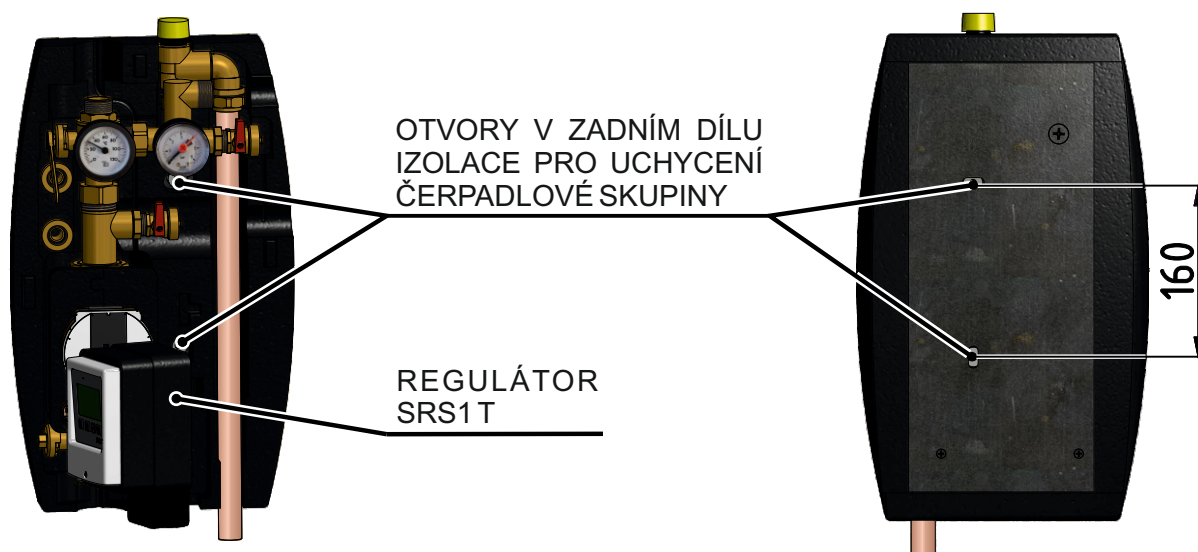 OTVORY V ZADNÍM DÍLU
IZOLACE PRO UCHYCENÍ
ČERPADLOVÉ SKUPINY
160
REGULÁTOR
SRS1 T